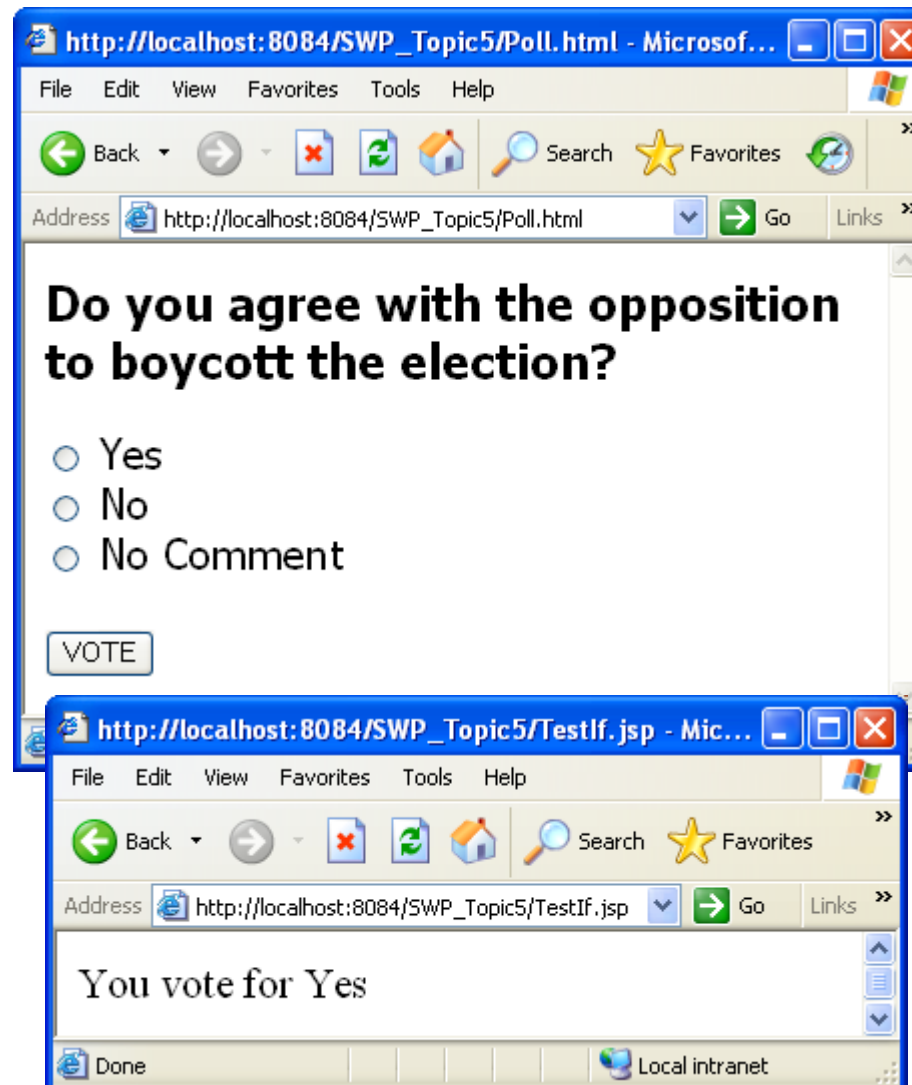 http://localhost:8084/SWP_Topic5/Poll.html - Microsof...
File Edit View Favorites Tools Help
Back Search Favorites »
Address http://localhost:8084/SWP_Topic5/Poll.html Go Links »
Do you agree with the opposition
to boycott the election?
Yes
No
No Comment
VOTE
http://localhost:8084/SWP_Topic5/TestIf.jsp - Mic...
File Edit View Favorites Tools Help
Back Search Favorites »
Address http://localhost:8084/SWP_Topic5/TestIf.jsp Go Links »
You vote for Yes
Done Local intranet